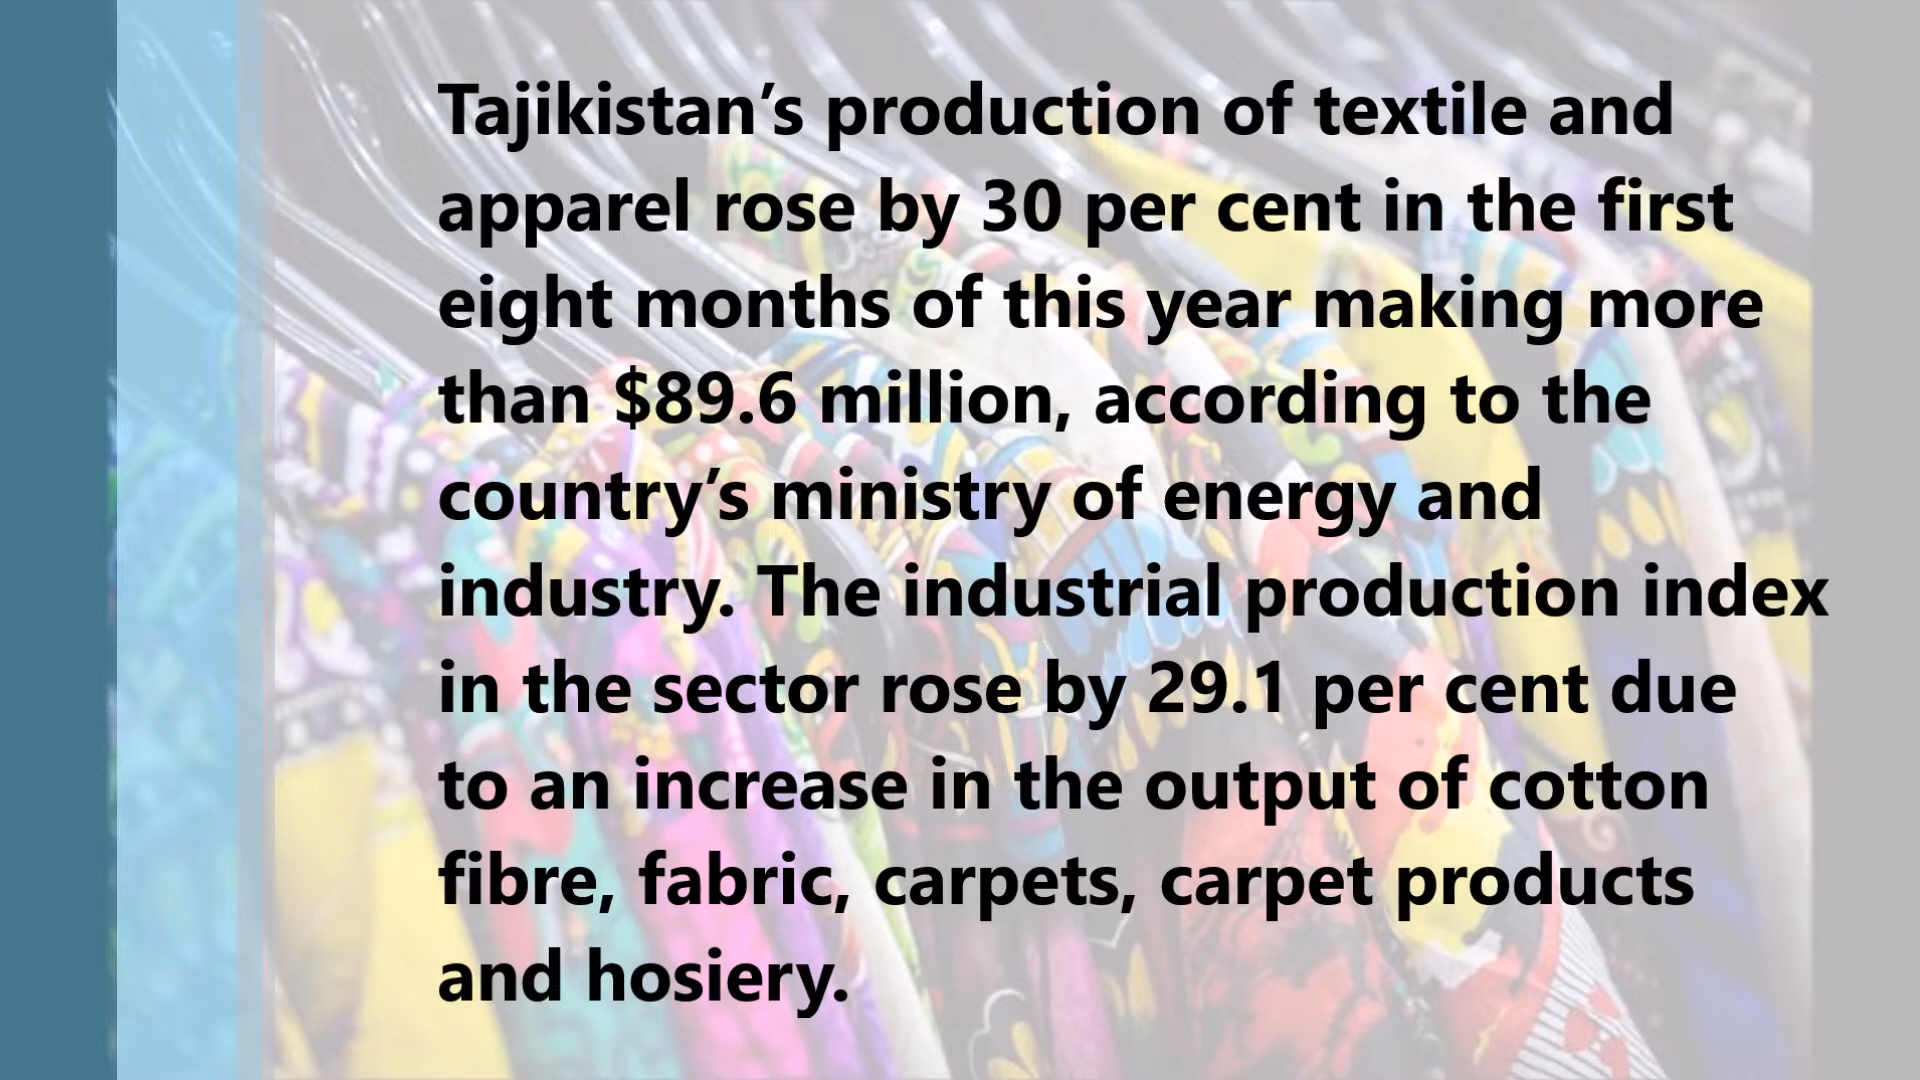 Tajikistan’s production of textile and
apparel rose by 30 per cent in the first
eight months of this year making more
than $89.6 million, according to the
country’s ministry of energy and
industry. The industrial production index
in the sector rose by 29.1 per cent due
to an increase in the output of cotton
fibre, fabric, carpets, carpet products
and hosiery.